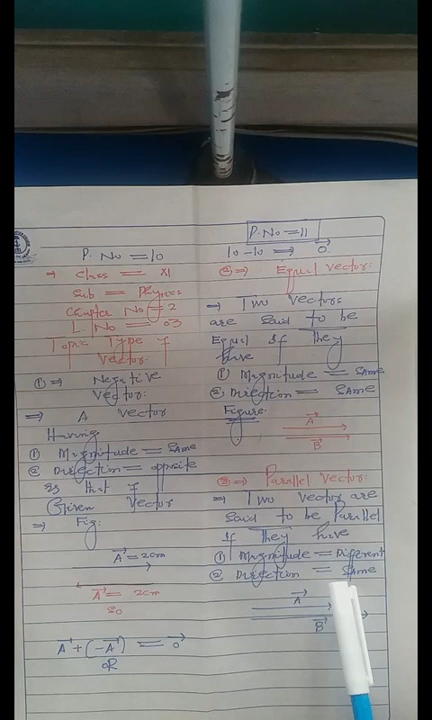 P. No = 10
→ Class = XI
Sub = Physics
Chapter No = 2
L No = 03
Topic Type of
Vector:
① ⇒ Negative
Vector:
⇒ A Vector
Having
① Magnitude = Same
② Direction = opposite
as that of
Given Vector
⇒ Fig:
A⃗ = 2cm
A⃗ = 2cm
So
A⃗ + (-A⃗) = 0⃗
OR
P. No = 11
10-10 ⇒ 0⃗
② ⇒ Equal Vector:
→ Two Vectors
are said to be
Equal if They
have
① Magnitude = Same
② Direction = Same
Figure
A⃗
B⃗
③ ⇒ Parallel Vector:
⇒ Two Vector are
said to be Parallel
if They have
① Magnitude = Different
② Direction = Same
A⃗
B⃗